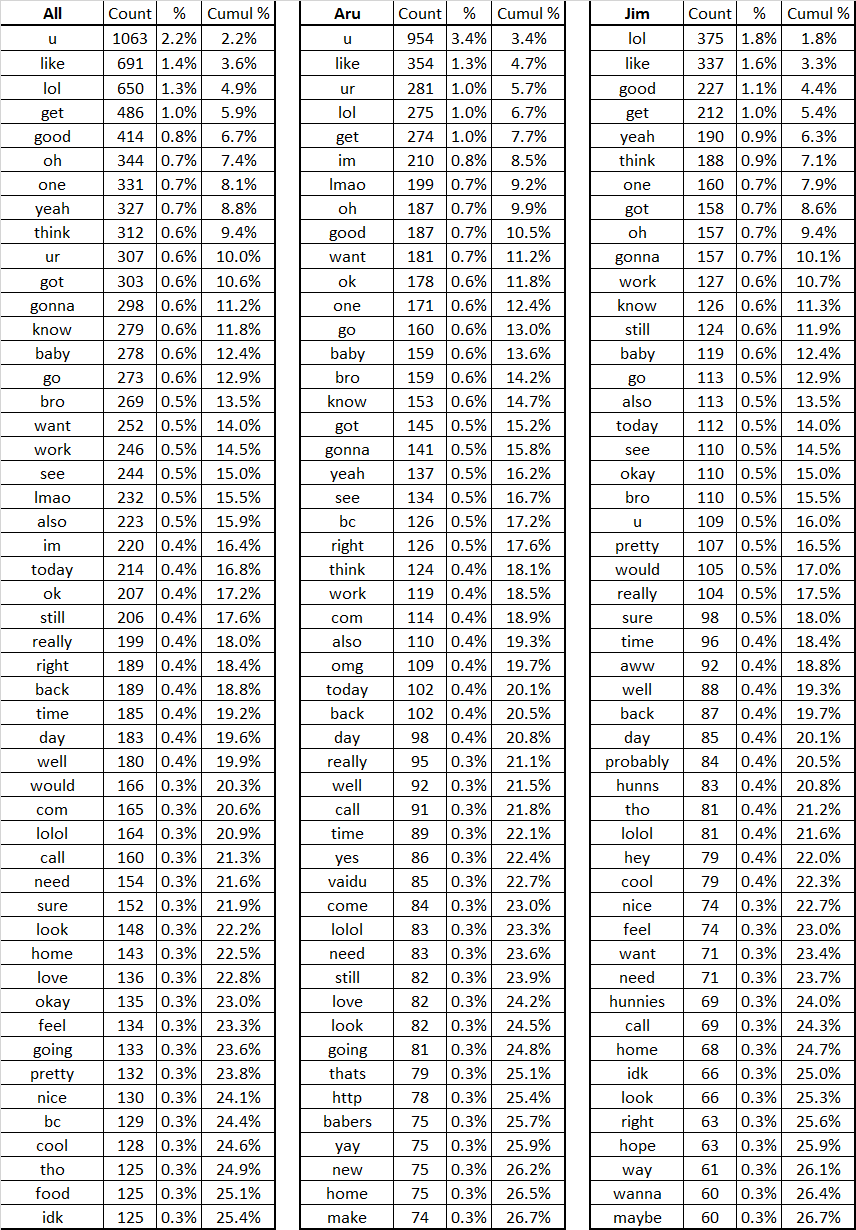 All Count % Cumul % Aru Count % Cumul % Jim Count % Cumul %
u 1063 2.2% 2.2% u 954 3.4% 3.4% lol 375 1.8% 1.8%
like 691 1.4% 3.6% like 354 1.3% 4.7% like 337 1.6% 3.3%
lol 650 1.3% 4.9% ur 281 1.0% 5.7% good 227 1.1% 4.4%
get 486 1.0% 5.9% lol 275 1.0% 6.7% get 212 1.0% 5.4%
good 414 0.8% 6.7% get 274 1.0% 7.7% yeah 190 0.9% 6.3%
oh 344 0.7% 7.4% im 210 0.8% 8.5% think 188 0.9% 7.1%
one 331 0.7% 8.1% lmao 199 0.7% 9.2% one 160 0.7% 7.9%
yeah 327 0.7% 8.8% oh 187 0.7% 9.9% got 158 0.7% 8.6%
think 312 0.6% 9.4% good 187 0.7% 10.5% oh 157 0.7% 9.4%
ur 307 0.6% 10.0% want 181 0.7% 11.2% gonna 157 0.7% 10.1%
got 303 0.6% 10.6% ok 178 0.6% 11.8% work 127 0.6% 10.7%
gonna 298 0.6% 11.2% one 171 0.6% 12.4% know 126 0.6% 11.3%
know 279 0.6% 11.8% go 160 0.6% 13.0% still 124 0.6% 11.9%
baby 278 0.6% 12.4% baby 159 0.6% 13.6% baby 119 0.6% 12.4%
go 273 0.6% 12.9% bro 159 0.6% 14.2% go 113 0.5% 12.9%
bro 269 0.5% 13.5% know 153 0.6% 14.7% also 113 0.5% 13.5%
want 252 0.5% 14.0% got 145 0.5% 15.2% today 112 0.5% 14.0%
work 246 0.5% 14.5% gonna 141 0.5% 15.8% see 110 0.5% 14.5%
see 244 0.5% 15.0% yeah 137 0.5% 16.2% okay 110 0.5% 15.0%
lmao 232 0.5% 15.5% see 134 0.5% 16.7% bro 110 0.5% 15.5%
also 223 0.5% 15.9% bc 126 0.5% 17.2% u 109 0.5% 16.0%
im 220 0.4% 16.4% right 126 0.5% 17.6% pretty 107 0.5% 16.5%
today 214 0.4% 16.8% think 124 0.4% 18.1% would 105 0.5% 17.0%
ok 207 0.4% 17.2% work 119 0.4% 18.5% really 104 0.5% 17.5%
still 206 0.4% 17.6% com 114 0.4% 18.9% sure 98 0.5% 18.0%
really 199 0.4% 18.0% also 110 0.4% 19.3% time 96 0.4% 18.4%
right 189 0.4% 18.4% omg 109 0.4% 19.7% aww 92 0.4% 18.8%
back 189 0.4% 18.8% today 102 0.4% 20.1% well 88 0.4% 19.3%
time 185 0.4% 19.2% back 102 0.4% 20.5% back 87 0.4% 19.7%
day 183 0.4% 19.6% day 98 0.4% 20.8% day 85 0.4% 20.1%
well 180 0.4% 19.9% really 95 0.3% 21.1% probably 84 0.4% 20.5%
would 166 0.3% 20.3% well 92 0.3% 21.5% hunns 83 0.4% 20.8%
com 165 0.3% 20.6% call 91 0.3% 21.8% tho 81 0.4% 21.2%
lolol 164 0.3% 20.9% time 89 0.3% 22.1% lolol 81 0.4% 21.6%
call 160 0.3% 21.3% yes 86 0.3% 22.4% hey 79 0.4% 22.0%
need 154 0.3% 21.6% vaidu 85 0.3% 22.7% cool 79 0.4% 22.3%
sure 152 0.3% 21.9% come 84 0.3% 23.0% nice 74 0.3% 22.7%
look 148 0.3% 22.2% lolol 83 0.3% 23.3% feel 74 0.3% 23.0%
home 143 0.3% 22.5% need 83 0.3% 23.6% want 71 0.3% 23.4%
love 136 0.3% 22.8% still 82 0.3% 23.9% need 71 0.3% 23.7%
okay 135 0.3% 23.0% love 82 0.3% 24.2% hunnies 69 0.3% 24.0%
feel 134 0.3% 23.3% look 82 0.3% 24.5% call 69 0.3% 24.3%
going 133 0.3% 23.6% going 81 0.3% 24.8% home 68 0.3% 24.7%
pretty 132 0.3% 23.8% thats 79 0.3% 25.1% idk 66 0.3% 25.0%
nice 130 0.3% 24.1% http 78 0.3% 25.4% look 66 0.3% 25.3%
bc 129 0.3% 24.4% babers 75 0.3% 25.7% right 63 0.3% 25.6%
cool 128 0.3% 24.6% yay 75 0.3% 25.9% hope 63 0.3% 25.9%
tho 125 0.3% 24.9% new 75 0.3% 26.2% way 61 0.3% 26.1%
food 125 0.3% 25.1% home 75 0.3% 26.5% wanna 60 0.3% 26.4%
idk 125 0.3% 25.4% make 74 0.3% 26.7% maybe 60 0.3% 26.7%